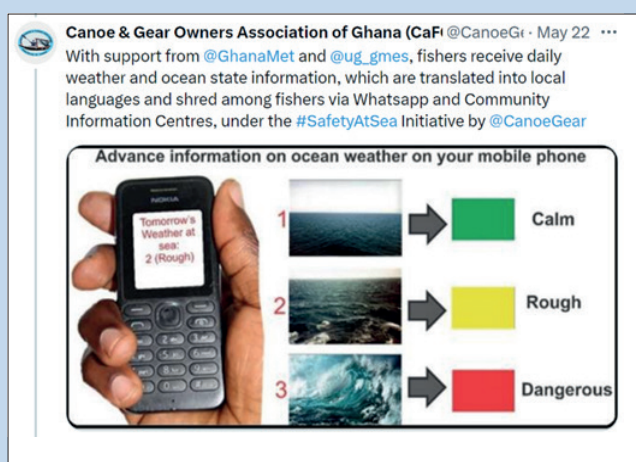 Canoe & Gear Owners Association of Ghana (CaF @CanoeGe · May 22 ···
With support from @GhanaMet and @ug_gmes, fishers receive daily
weather and ocean state information, which are translated into local
languages and shred among fishers via Whatsapp and Community
Information Centres, under the #SafetyAtSea Initiative by @CanoeGear
Advance information on ocean weather on your mobile phone
NOKIA
Tomorrow's
Weather at
sea:
2 (Rough)
1
Calm
2
Rough
3
Dangerous